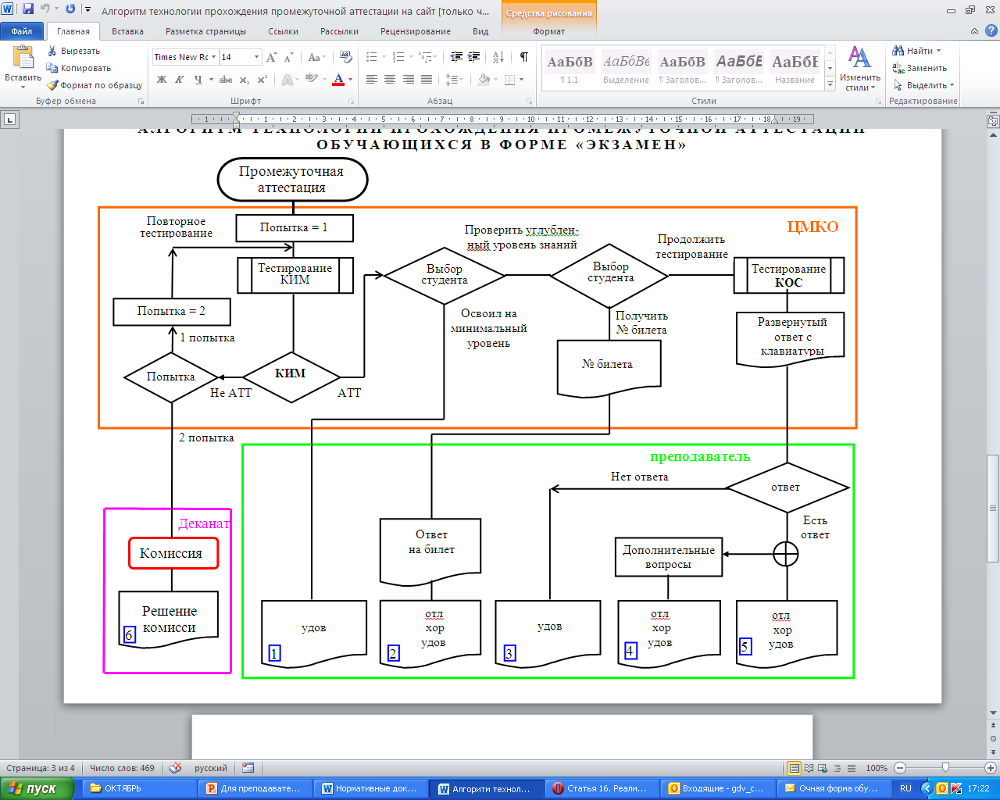 Алгоритм технологии прохождения промежуточной аттестации на сайт [только ч...
Средства рисования
Файл
Главная
Вставка
Разметка страницы
Ссылки
Рассылки
Рецензирование
Вид
Формат
Вставить
Вырезать
Копировать
Формат по образцу
Буфер обмена
Times New Rc
14
Шрифт
Абзац
АаБбВ
АаБбВв
АаБбВ
АаБбЕ
АаБбЕ
¶ 1.1
Выделение
¶ Заголов...
¶ Заголов...
Название
Стили
Изменить
стили
Найти
Заменить
Выделить
Редактирование
АЛГОРИТМ ТЕХНОЛОГИИ ПРОХОЖДЕНИЯ ПРОМЕЖУТОЧНОЙ АТТЕСТАЦИИ
ОБУЧАЮЩИХСЯ В ФОРМЕ «ЭКЗАМЕН»
Промежуточная
аттестация
ЦМКО
Повторное
тестирование
Попытка = 1
Проверить углублен-
ный уровень знаний
Продолжить
тестирование
Тестирование
КИМ
Выбор
студента
Выбор
студента
Тестирование
КОС
Попытка = 2
Освоил на
минимальный
уровень
Получить
№ билета
Развернутый
ответ с
клавиатуры
1 попытка
№ билета
Попытка
Не АТТ
КИМ
АТТ
2 попытка
преподаватель
Нет ответа
ответ
Есть
ответ
Деканат
Комиссия
Решение
комисси
6
Ответ
на билет
Дополнительные
вопросы
удов
1
отл
хор
удов
2
удов
3
отл
хор
удов
4
отл
хор
удов
5
Страница: 3 из 4
Число слов: 469
русский
100%
пуск
ОКТЯБРЬ
Для преподавате...
Нормативные док...
Алгоритм технол...
Статья 16. Реали...
Входящие - gdv_c...
Очная форма обу...
RU
17:22